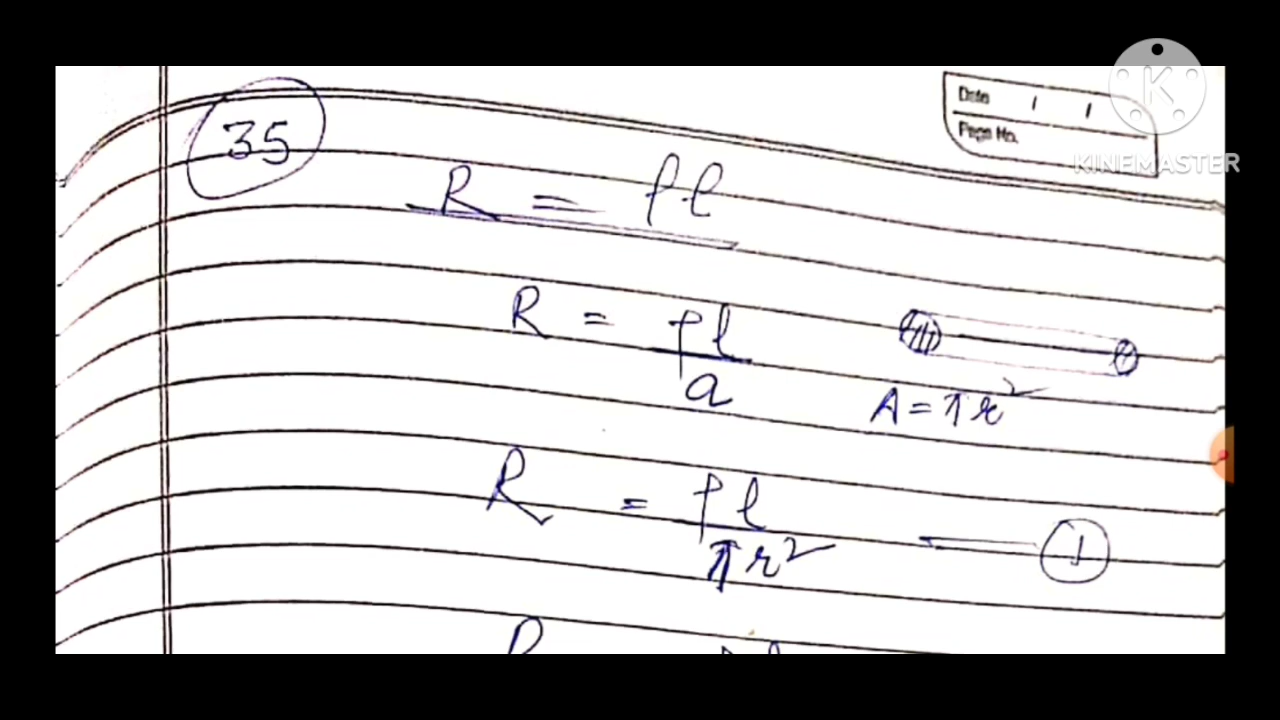 Date / /
Page No.
KINEMASTER
35
R = ρl
R = ρl
a
A = πr²
R = ρl
πr² —— 1
R